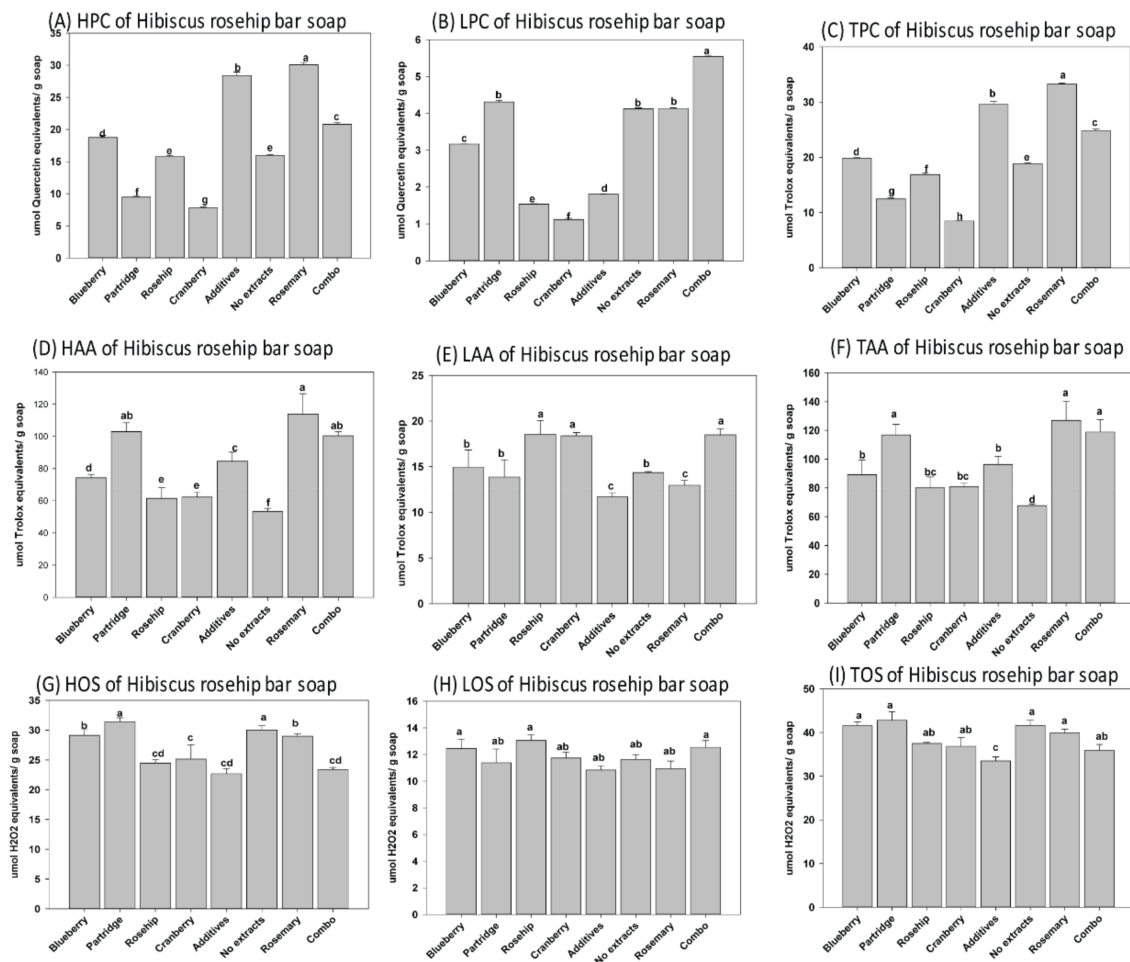 (A) HPC of Hibiscus rosehip bar soap
umol Quercetin equivalents/ g soap
35
30
25
20
15
10
5
0
d
f
e
g
b
e
a
c
Blueberry
Partridge
Rosehip
Cranberry
Additives
No extracts
Rosemary
Combo
(B) LPC of Hibiscus rosehip bar soap
umol Quercetin equivalents/ g soap
6
5
4
3
2
1
0
c
b
e
f
d
b
b
a
Blueberry
Partridge
Rosehip
Cranberry
Additives
No extracts
Rosemary
Combo
(C) TPC of Hibiscus rosehip bar soap
umol Trolox equivalents/ g soap
40
30
20
10
0
d
g
f
h
b
e
a
c
Blueberry
Partridge
Rosehip
Cranberry
Additives
No extracts
Rosemary
Combo
(D) HAA of Hibiscus rosehip bar soap
umol Trolox equivalents/ g soap
140
120
100
80
60
40
20
0
d
ab
e
e
c
f
a
ab
Blueberry
Partridge
Rosehip
Cranberry
Additives
No extracts
Rosemary
Combo
(E) LAA of Hibiscus rosehip bar soap
umol Trolox equivalents/ g soap
25
20
15
10
5
0
b
b
a
a
c
b
c
a
Blueberry
Partridge
Rosehip
Cranberry
Additives
No extracts
Rosemary
Combo
(F) TAA of Hibiscus rosehip bar soap
umol Trolox equivalents/ g soap
160
140
120
100
80
60
40
20
0
b
a
bc
bc
b
d
a
a
Blueberry
Partridge
Rosehip
Cranberry
Additives
No extracts
Rosemary
Combo
(G) HOS of Hibiscus rosehip bar soap
umol H2O2 equivalents/ g soap
35
30
25
20
15
10
5
0
b
a
cd
c
cd
a
b
cd
Blueberry
Partridge
Rosehip
Cranberry
Additives
No extracts
Rosemary
Combo
(H) LOS of Hibiscus rosehip bar soap
umol H2O2 equivalents/ g soap
16
14
12
10
8
6
4
2
0
a
ab
a
ab
ab
ab
ab
a
Blueberry
Partridge
Rosehip
Cranberry
Additives
No extracts
Rosemary
Combo
(I) TOS of Hibiscus rosehip bar soap
umol H2O2 equivalents/ g soap
50
40
30
20
10
0
a
a
ab
ab
c
a
a
ab
Blueberry
Partridge
Rosehip
Cranberry
Additives
No extracts
Rosemary
Combo